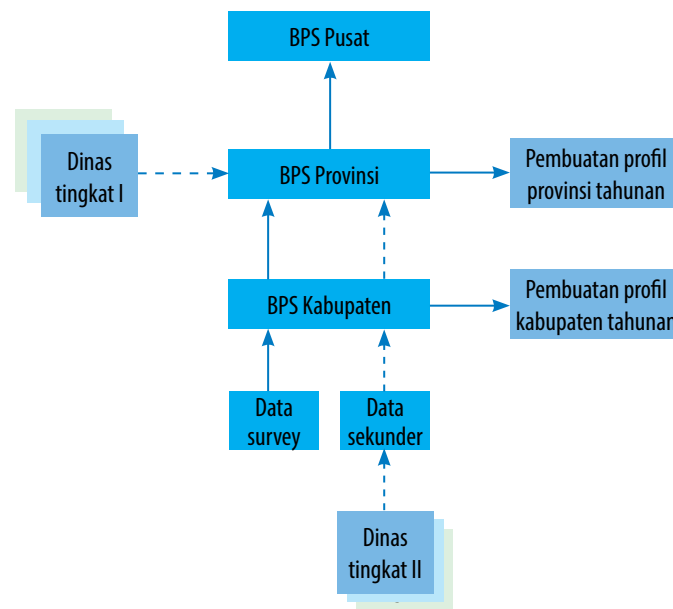 BPS Pusat
Dinas
tingkat I
BPS Provinsi
Pembuatan profil
provinsi tahunan
BPS Kabupaten
Pembuatan profil
kabupaten tahunan
Data
survey
Data
sekunder
Dinas
tingkat II